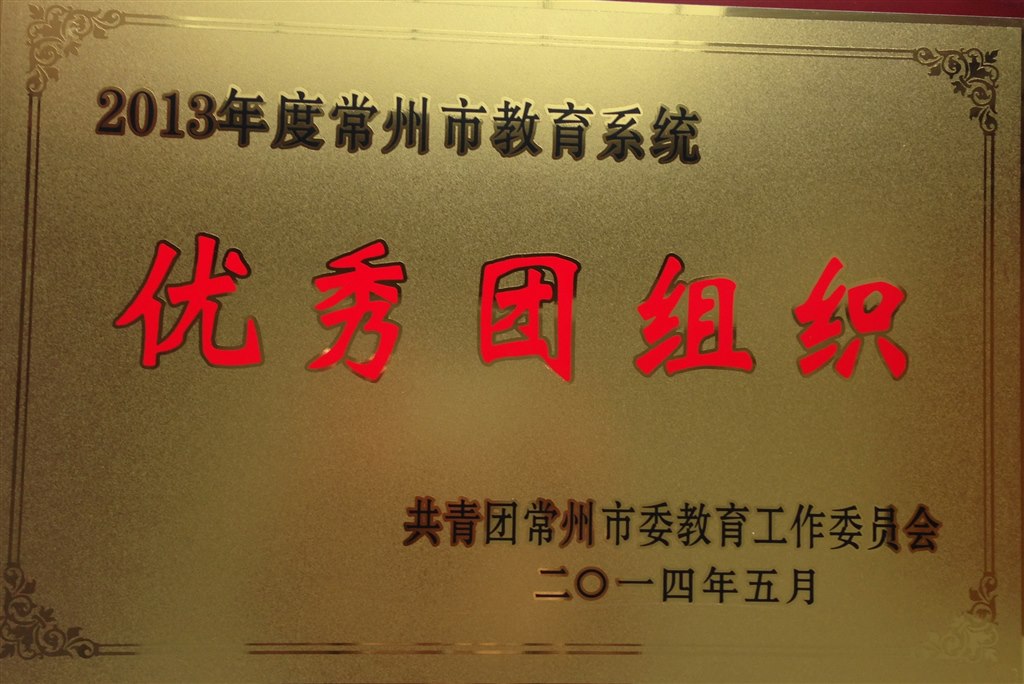 2013年度常州市教育系统
优秀团组织
共青团常州市委教育工作委员会
二〇一四年五月